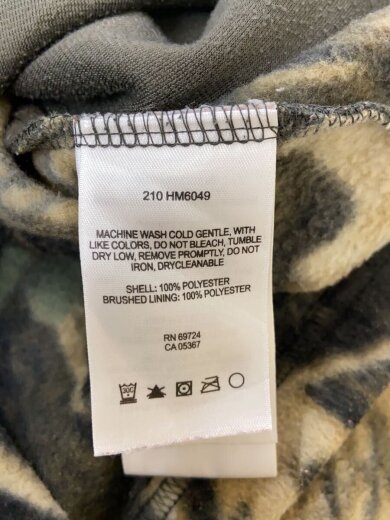 210 HM6049
MACHINE WASH COLD GENTLE, WITH
LIKE COLORS, DO NOT BLEACH, TUMBLE
DRY LOW, REMOVE PROMPTLY, DO NOT
IRON, DRYCLEANABLE
SHELL: 100% POLYESTER
BRUSHED LINING: 100% POLYESTER
RN 69724
CA 05367
30C